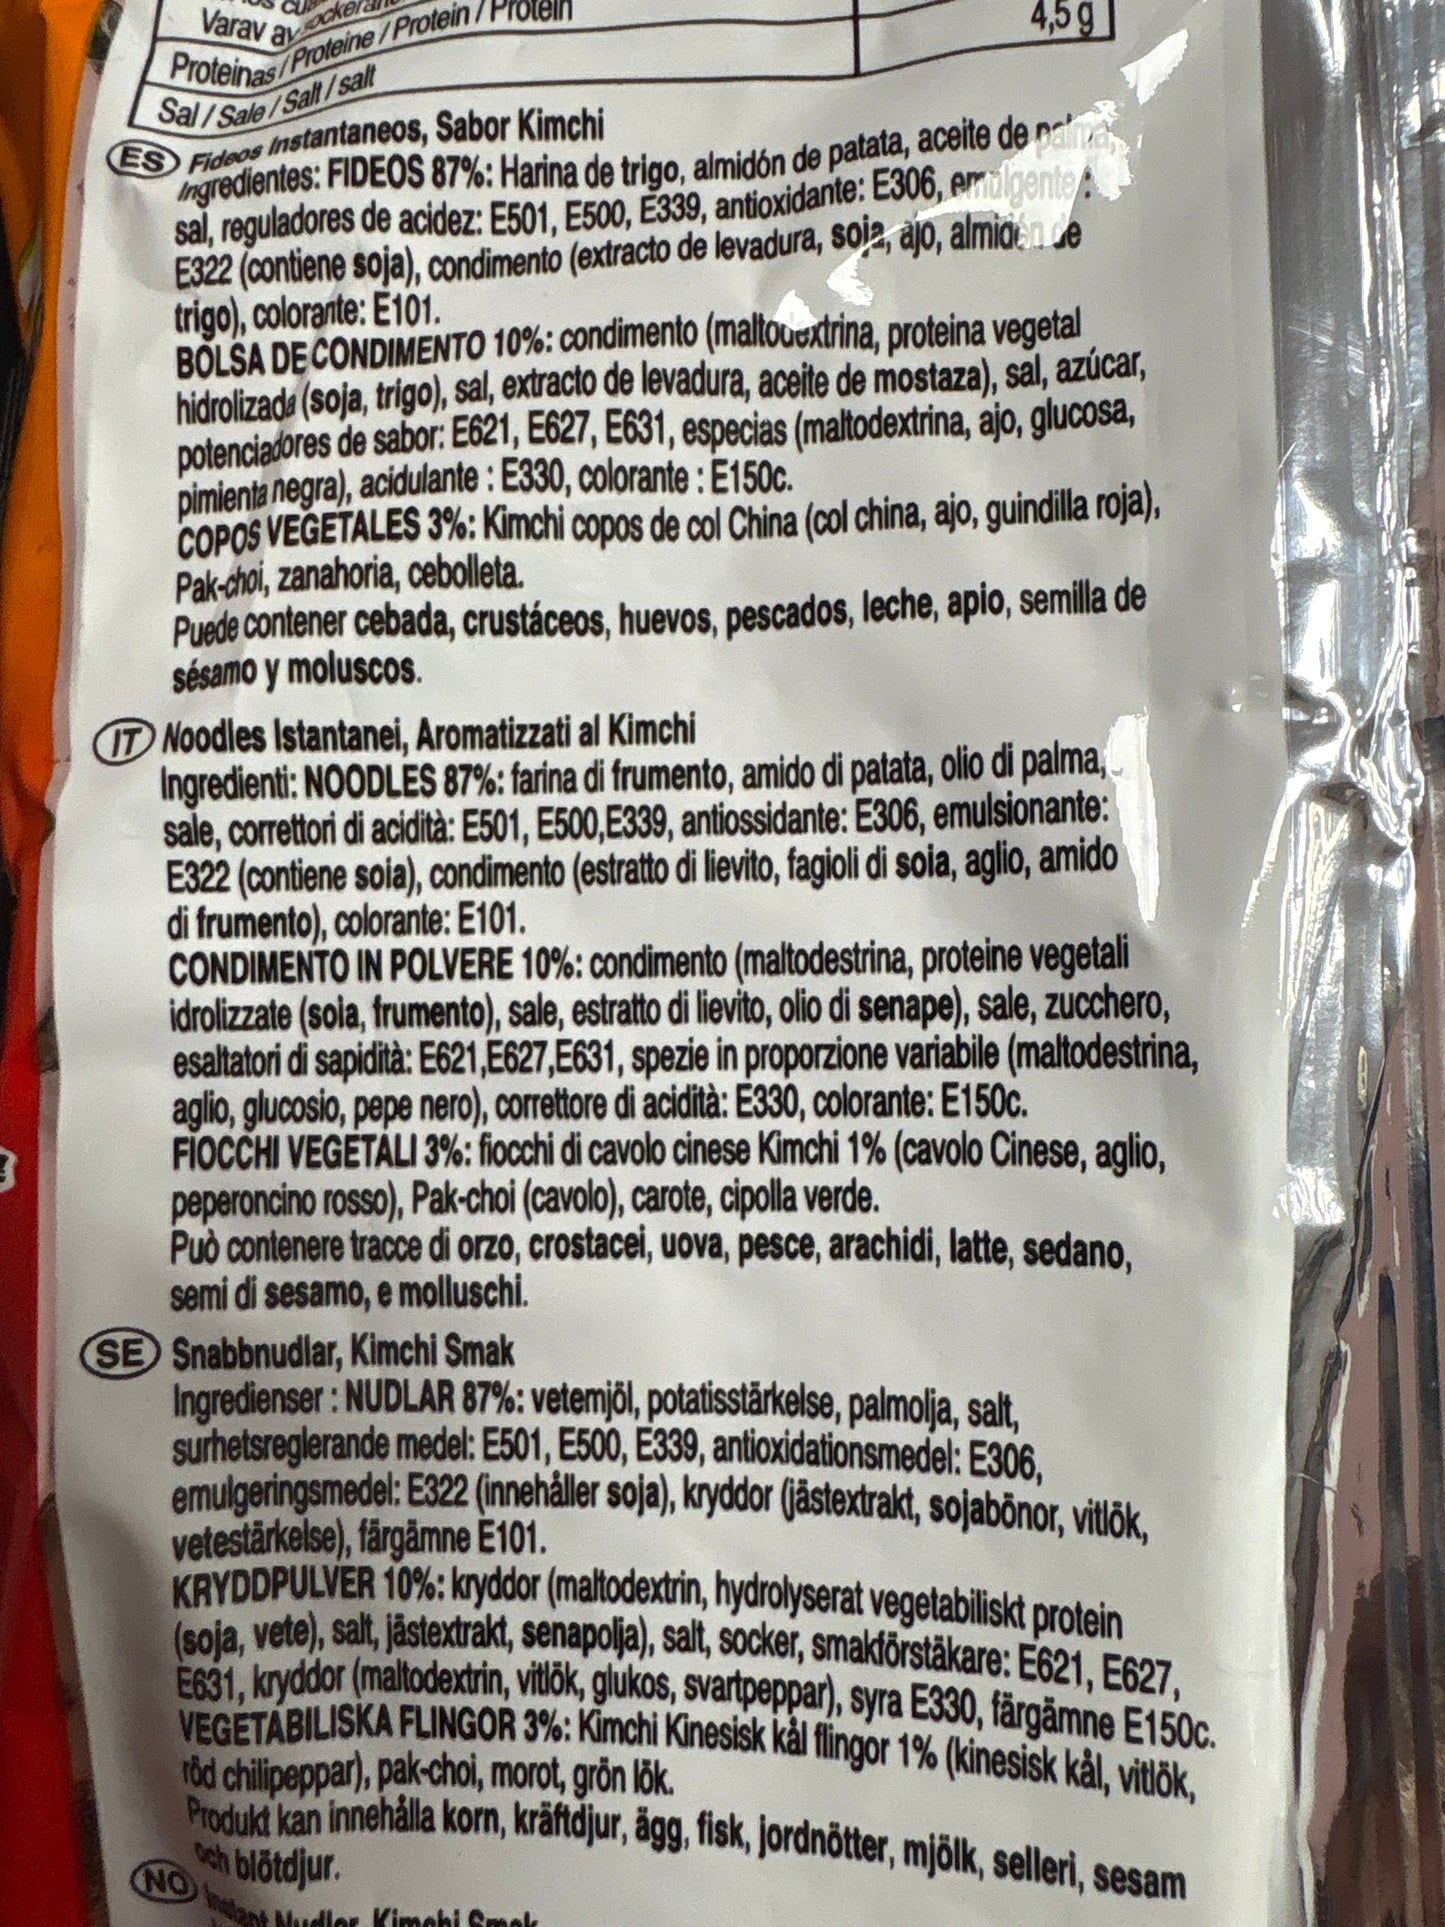 Varav av sockerarter
Proteinas / Proteine / Protein / Protein
4,5 g
Sal / Sale / Salt / salt
ES Fideos Instantaneos, Sabor Kimchi
Ingredientes: FIDEOS 87%: Harina de trigo, almidón de patata, aceite de palma,
sal, reguladores de acidez: E501, E500, E339, antioxidante: E306, emulgente :
E322 (contiene soja), condimento (extracto de levadura, soja, ajo, almidón de
trigo), colorante: E101.
BOLSA DE CONDIMENTO 10%: condimento (maltodextrina, proteina vegetal
hidrolizada (soja, trigo), sal, extracto de levadura, aceite de mostaza), sal, azúcar,
potenciadores de sabor: E621, E627, E631, especias (maltodextrina, ajo, glucosa,
pimienta negra), acidulante : E330, colorante : E150c.
COPOS VEGETALES 3%: Kimchi copos de col China (col china, ajo, guindilla roja),
Pak-choi, zanahoria, cebolleta.
Puede contener cebada, crustáceos, huevos, pescados, leche, apio, semilla de
sésamo y moluscos.
IT Noodles Istantanei, Aromatizzati al Kimchi
Ingredienti: NOODLES 87%: farina di frumento, amido di patata, olio di palma,
sale, correttori di acidità: E501, E500,E339, antiossidante: E306, emulsionante:
E322 (contiene soia), condimento (estratto di lievito, fagioli di soia, aglio, amido
di frumento), colorante: E101.
CONDIMENTO IN POLVERE 10%: condimento (maltodestrina, proteine vegetali
idrolizzate (soia, frumento), sale, estratto di lievito, olio di senape), sale, zucchero,
esaltatori di sapidità: E621,E627,E631, spezie in proporzione variabile (maltodestrina,
aglio, glucosio, pepe nero), correttore di acidità: E330, colorante: E150c.
FIOCCHI VEGETALI 3%: fiocchi di cavolo cinese Kimchi 1% (cavolo Cinese, aglio,
peperoncino rosso), Pak-choi (cavolo), carote, cipolla verde.
Può contenere tracce di orzo, crostacei, uova, pesce, arachidi, latte, sedano,
semi di sesamo, e molluschi.
SE Snabbnudlar, Kimchi Smak
Ingredienser : NUDLAR 87%: vetemjöl, potatisstärkelse, palmolja, salt,
surhetsreglerande medel: E501, E500, E339, antioxidationsmedel: E306,
emulgeringsmedel: E322 (innehåller soja), kryddor (jästextrakt, sojabönor, vitlök,
vetestärkelse), färgämne E101.
KRYDDPULVER 10%: kryddor (maltodextrin, hydrolyserat vegetabiliskt protein
(soja, vete), salt, jästextrakt, senapolja), salt, socker, smakförstäkare: E621, E627,
E631, kryddor (maltodextrin, vitlök, glukos, svartpeppar), syra E330, färgämne E150c.
VEGETABILISKA FLINGOR 3%: Kimchi Kinesisk kål flingor 1% (kinesisk kål, vitlök,
röd chilipeppar), pak-choi, morot, grön lök.
Produkt kan innehålla korn, kräftdjur, ägg, fisk, jordnötter, mjölk, selleri, sesam
och blötdjur.
NO Instant Nudler Kimchi Smak